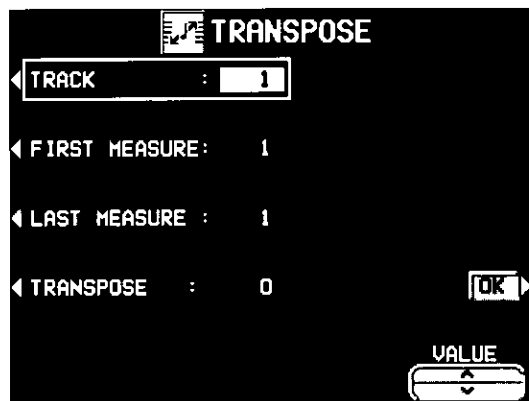 TRANSPOSE
TRACK : 1
FIRST MEASURE: 1
LAST MEASURE : 1
TRANSPOSE : 0
OK
VALUE